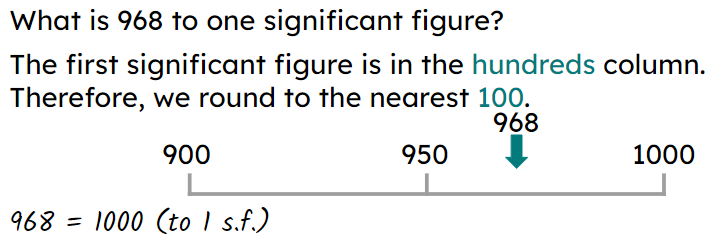 What is 968 to one significant figure?
The first significant figure is in the hundreds column.
Therefore, we round to the nearest 100.
968
900 950 1000
968 = 1000 (to 1 s.f.)